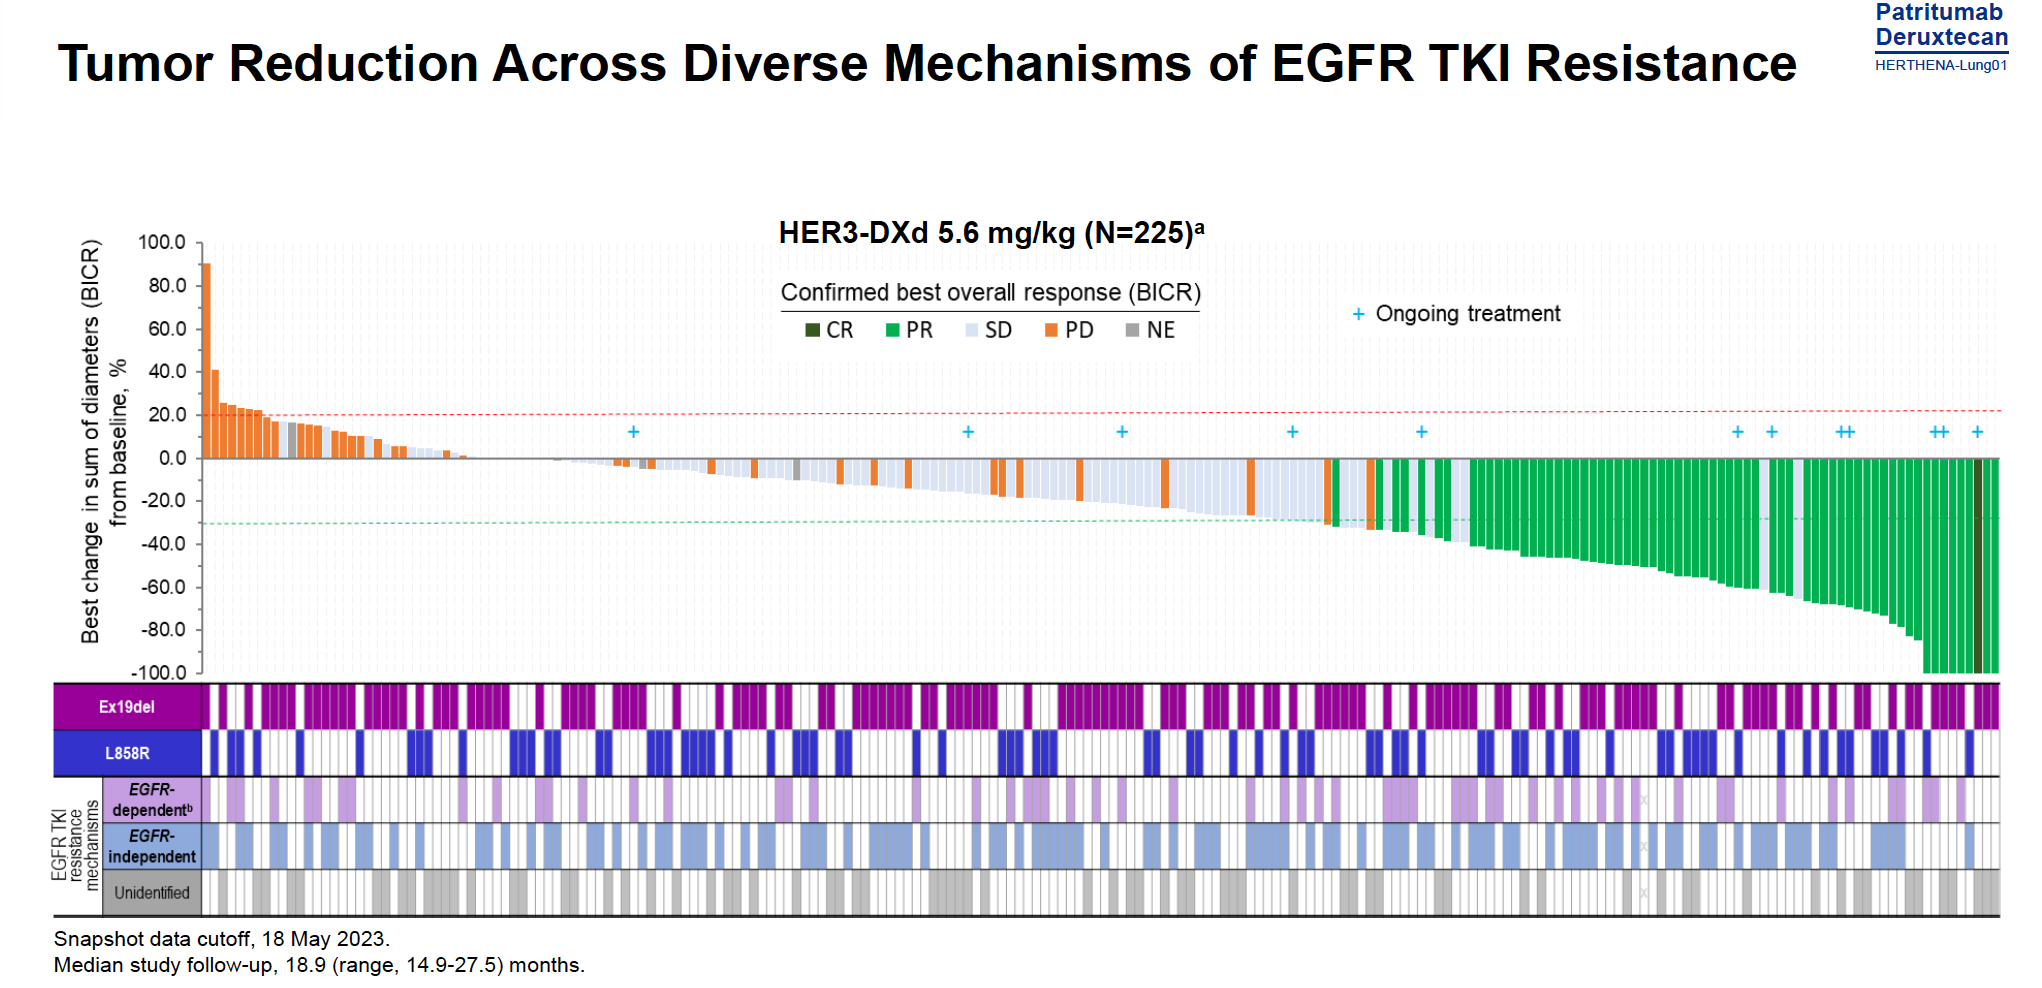 Patritumab
Deruxtecan
HERTHENA-Lung01
Tumor Reduction Across Diverse Mechanisms of EGFR TKI Resistance
HER3-DXd 5.6 mg/kg (N=225)ᵃ
Confirmed best overall response (BICR)
CR PR SD PD NE
+ Ongoing treatment
Best change in sum of diameters (BICR)
from baseline, %
100.0
80.0
60.0
40.0
20.0
0.0
-20.0
-40.0
-60.0
-80.0
-100.0
Ex19del
L858R
EGFR TKI
resistance
mechanisms
EGFR-
dependentᵇ
EGFR-
independent
Unidentified
x
x
x
Snapshot data cutoff, 18 May 2023.
Median study follow-up, 18.9 (range, 14.9-27.5) months.